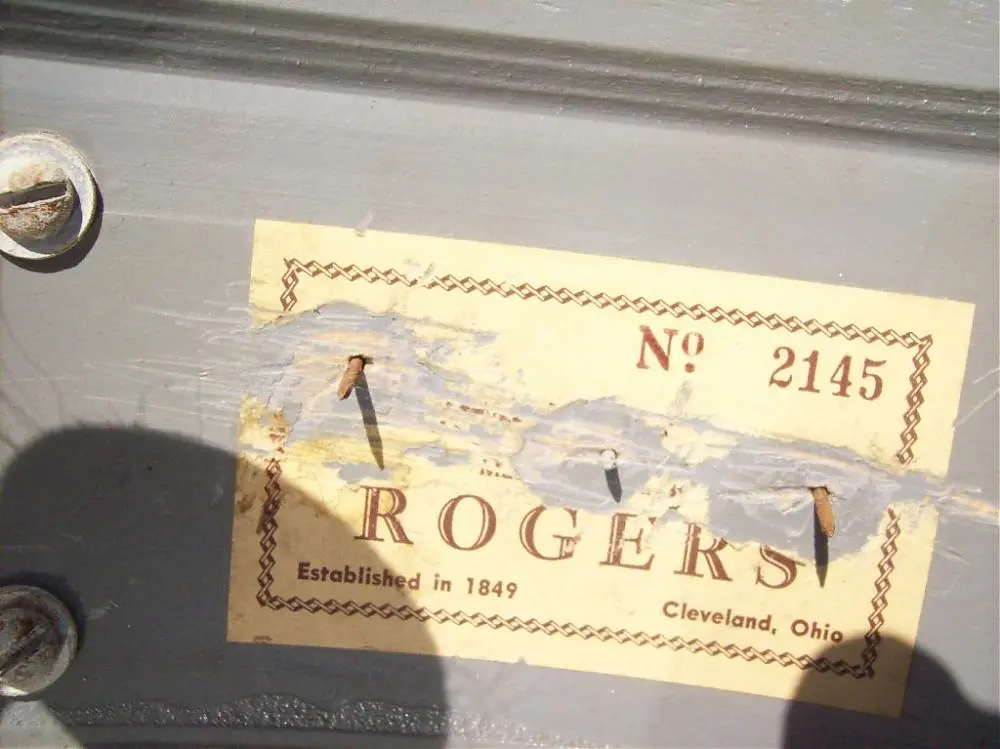 Nº 2145
ROGERS
Established in 1849
Cleveland, Ohio